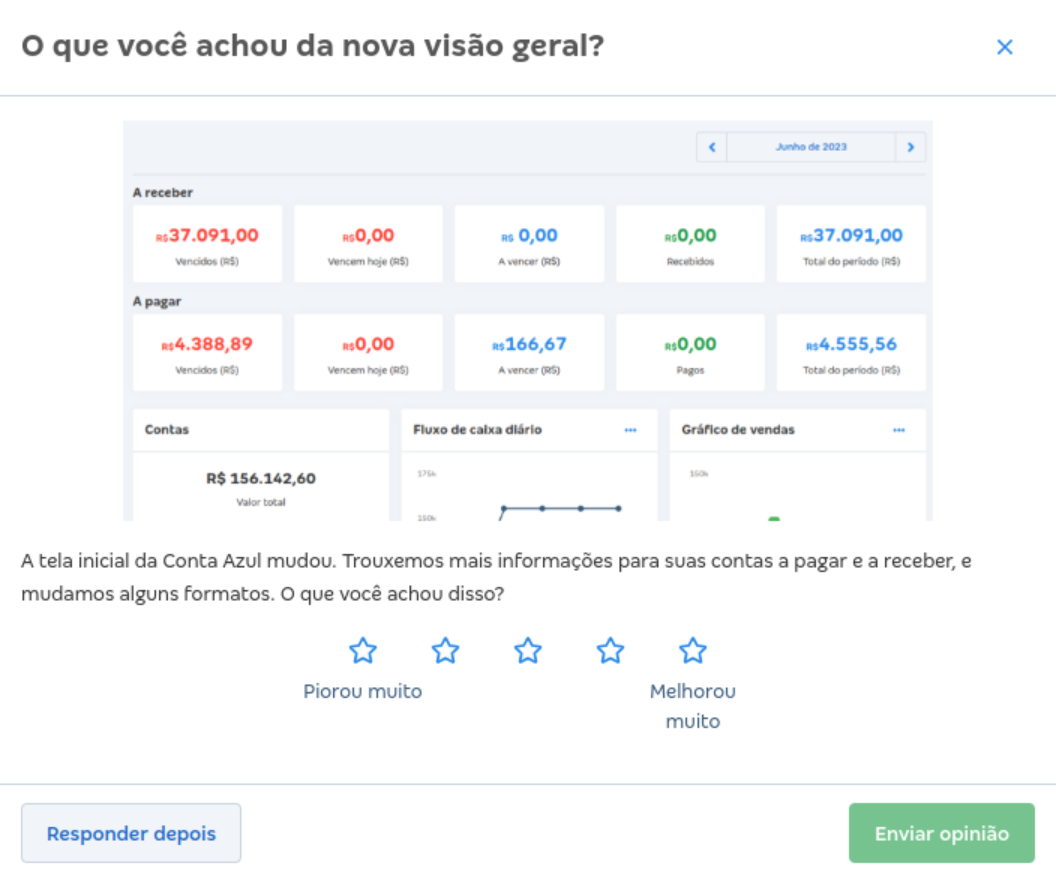 O que você achou da nova visão geral?
Junho de 2023
A receber
R$37.091,00 R$0,00 R$ 0,00 R$0,00 R$37.091,00
Vencidos (R$) Vencem hoje (R$) A vencer (R$) Recebidos Total do período (R$)
A pagar
R$4.388,89 R$0,00 R$166,67 R$0,00 R$4.555,56
Vencidos (R$) Vencem hoje (R$) A vencer (R$) Pagos Total do período (R$)
Contas Fluxo de caixa diário Gráfico de vendas
R$ 156.142,60
Valor total
175k 150k
150k
A tela inicial da Conta Azul mudou. Trouxemos mais informações para suas contas a pagar e a receber, e
mudamos alguns formatos. O que você achou disso?
Piorou muito Melhorou
muito
Responder depois Enviar opinião